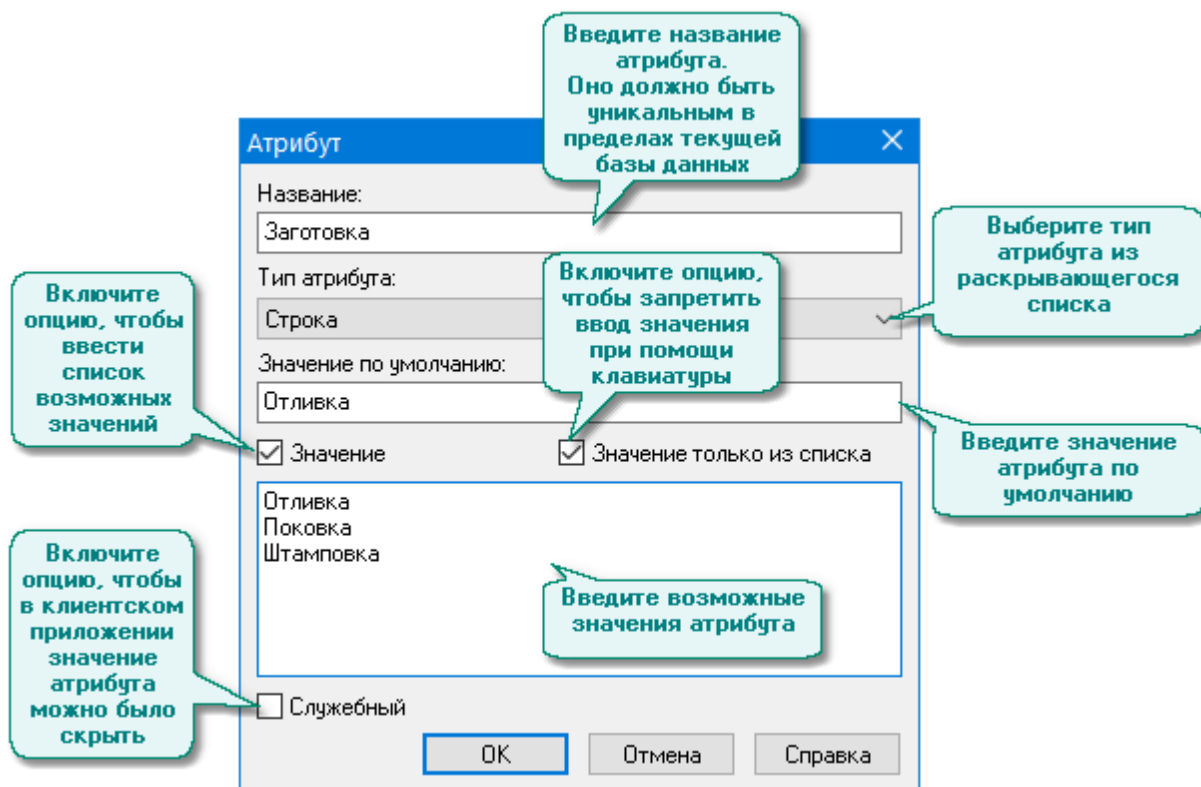 Введите название
атрибута.
Оно должно быть
уникальным в
пределах текущей
базы данных
Атрибут
Название:
Заготовка
Выберите тип
атрибута из
раскрывающегося
списка
Тип атрибута:
Строка
Включите опцию,
чтобы запретить
ввод значения
при помощи
клавиатуры
Включите
опцию, чтобы
ввести
список
возможных
значений
Значение по умолчанию:
Отливка
Введите значение
атрибута по
умолчанию
Значение
Значение только из списка
Отливка
Поковка
Штамповка
Введите возможные
значения атрибута
Включите
опцию, чтобы
в клиентском
приложении
значение
атрибута
можно было
скрыть
Служебный
OK
Отмена
Справка